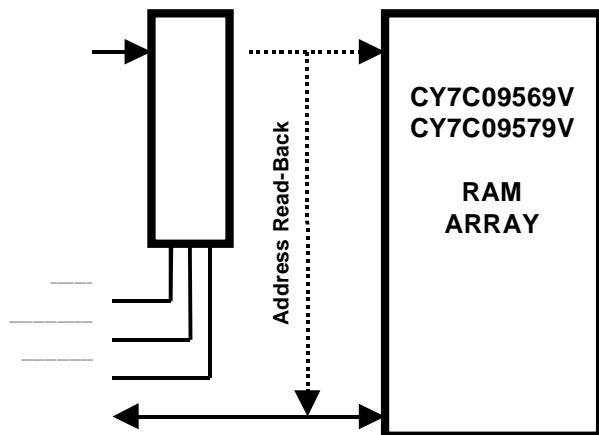 CY7C09569V
CY7C09579V
RAM
ARRAY
Address Read-Back